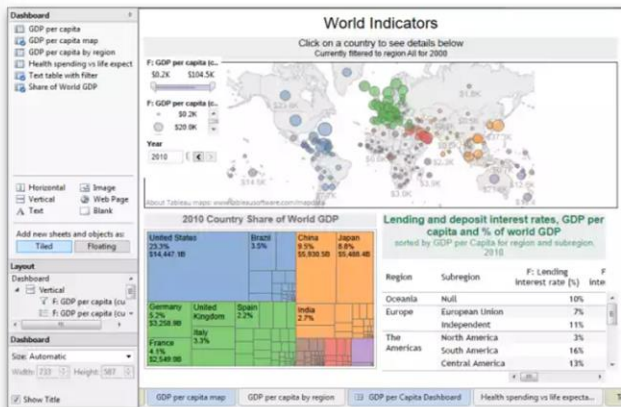 Dashboard
GDP per capita
GDP per capita map
GDP per capita by region
Health spending vs life expect
Text table with filter
Share of World GDP
Horizontal
Image
Vertical
Web Page
Text
Blank
Add new sheets and objects as:
Tiled
Floating
Layout
Dashboard
Vertical
F: GDP per capita (cu
F: GDP per capita (cu
Dashboard
Size: Automatic
Width: 733
Height: 587
Show Title
World Indicators
Click on a country to see details below
Currently filtered to region All for 2008
F: GDP per capita (c..
$0.2K
$104.5K
F: GDP per capita (c..
$0.2K
$20.0K
Year
2010
About Tableau maps: www.tableausoftware.com/mapdata
2010 Country Share of World GDP
United States
23.3%
$14,447.1B
Brazil
3.5%
China
9.5%
$5,930.5B
Japan
8.8%
$5,488.4B
Germany
5.2%
$3,258.9B
United
Kingdom
Spain
2.2%
Italy
3.3%
India
2.7%
France
4.1%
$2,549.0B
Lending and deposit interest rates, GDP per
capita and % of world GDP
sorted by GDP per Capita for region and subregion,
2010
Region
Subregion
F: Lending
interest rate (%)
F
inte
Oceania
Null
10%
Europe
European Union
7%
Independent
11%
The
Americas
North America
3%
South America
16%
Central America
13%
GDP per capita map
GDP per capita by region
GDP per Capita Dashboard
Health spending vs life expecta...